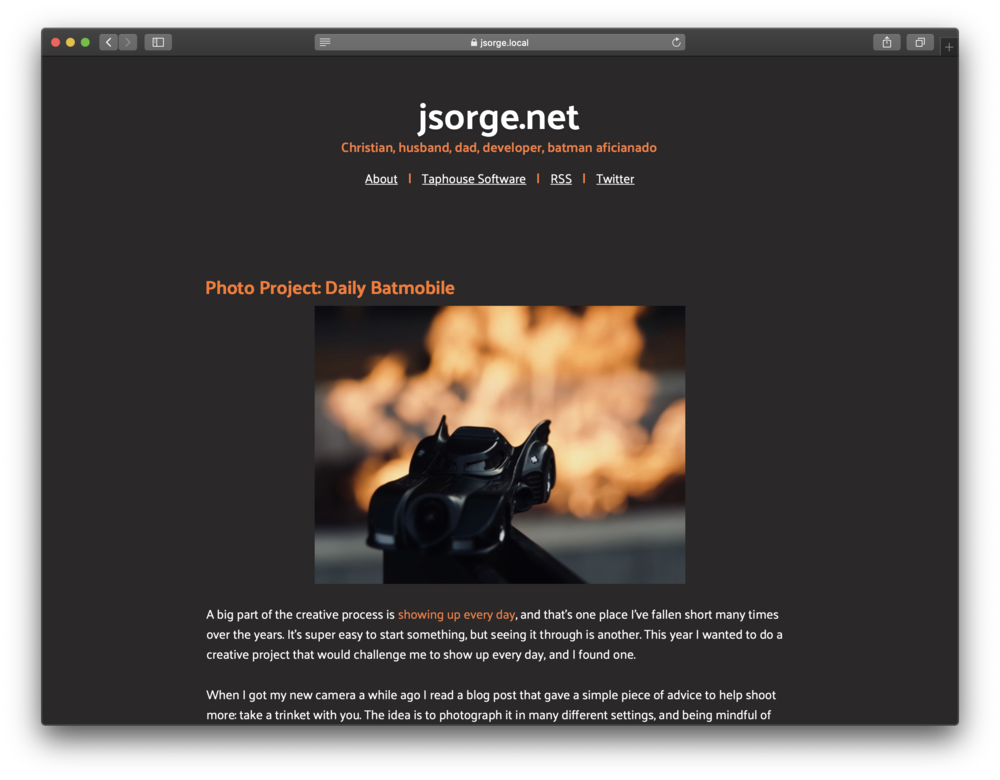 jsorge.local
jsorge.net
Christian, husband, dad, developer, batman aficianado
About | Taphouse Software | RSS | Twitter
Photo Project: Daily Batmobile
A big part of the creative process is showing up every day, and that's one place I've fallen short many times
over the years. It's super easy to start something, but seeing it through is another. This year I wanted to do a
creative project that would challenge me to show up every day, and I found one.
When I got my new camera a while ago I read a blog post that gave a simple piece of advice to help shoot
more: take a trinket with you. The idea is to photograph it in many different settings, and being mindful of